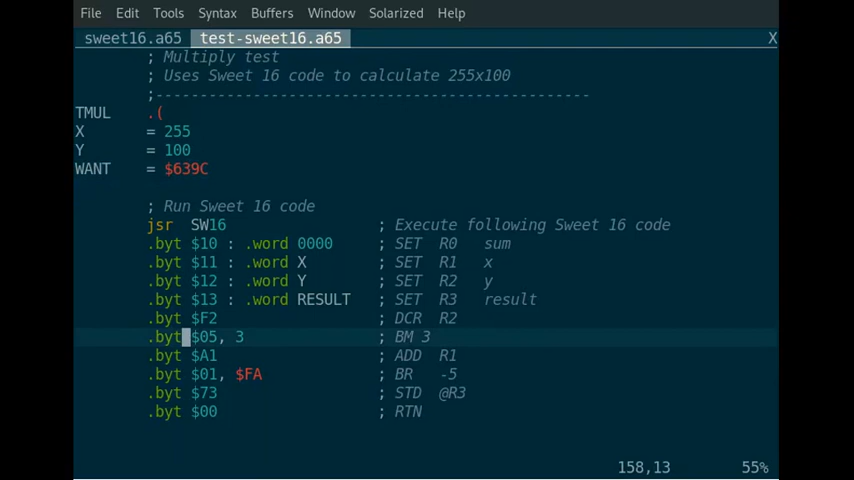 File Edit Tools Syntax Buffers Window Solarized Help
sweet16.a65 test-sweet16.a65 X
; Multiply test
; Uses Sweet 16 code to calculate 255x100
;--------------------------------------------------
TMUL .(
X = 255
Y = 100
WANT = $639C
; Run Sweet 16 code
jsr SW16 ; Execute following Sweet 16 code
.byt $10 : .word 0000 ; SET R0 sum
.byt $11 : .word X ; SET R1 x
.byt $12 : .word Y ; SET R2 y
.byt $13 : .word RESULT ; SET R3 result
.byt $F2 ; DCR R2
.byt $05, 3 ; BM 3
.byt $A1 ; ADD R1
.byt $01, $FA ; BR -5
.byt $73 ; STD @R3
.byt $00 ; RTN
158,13 55%